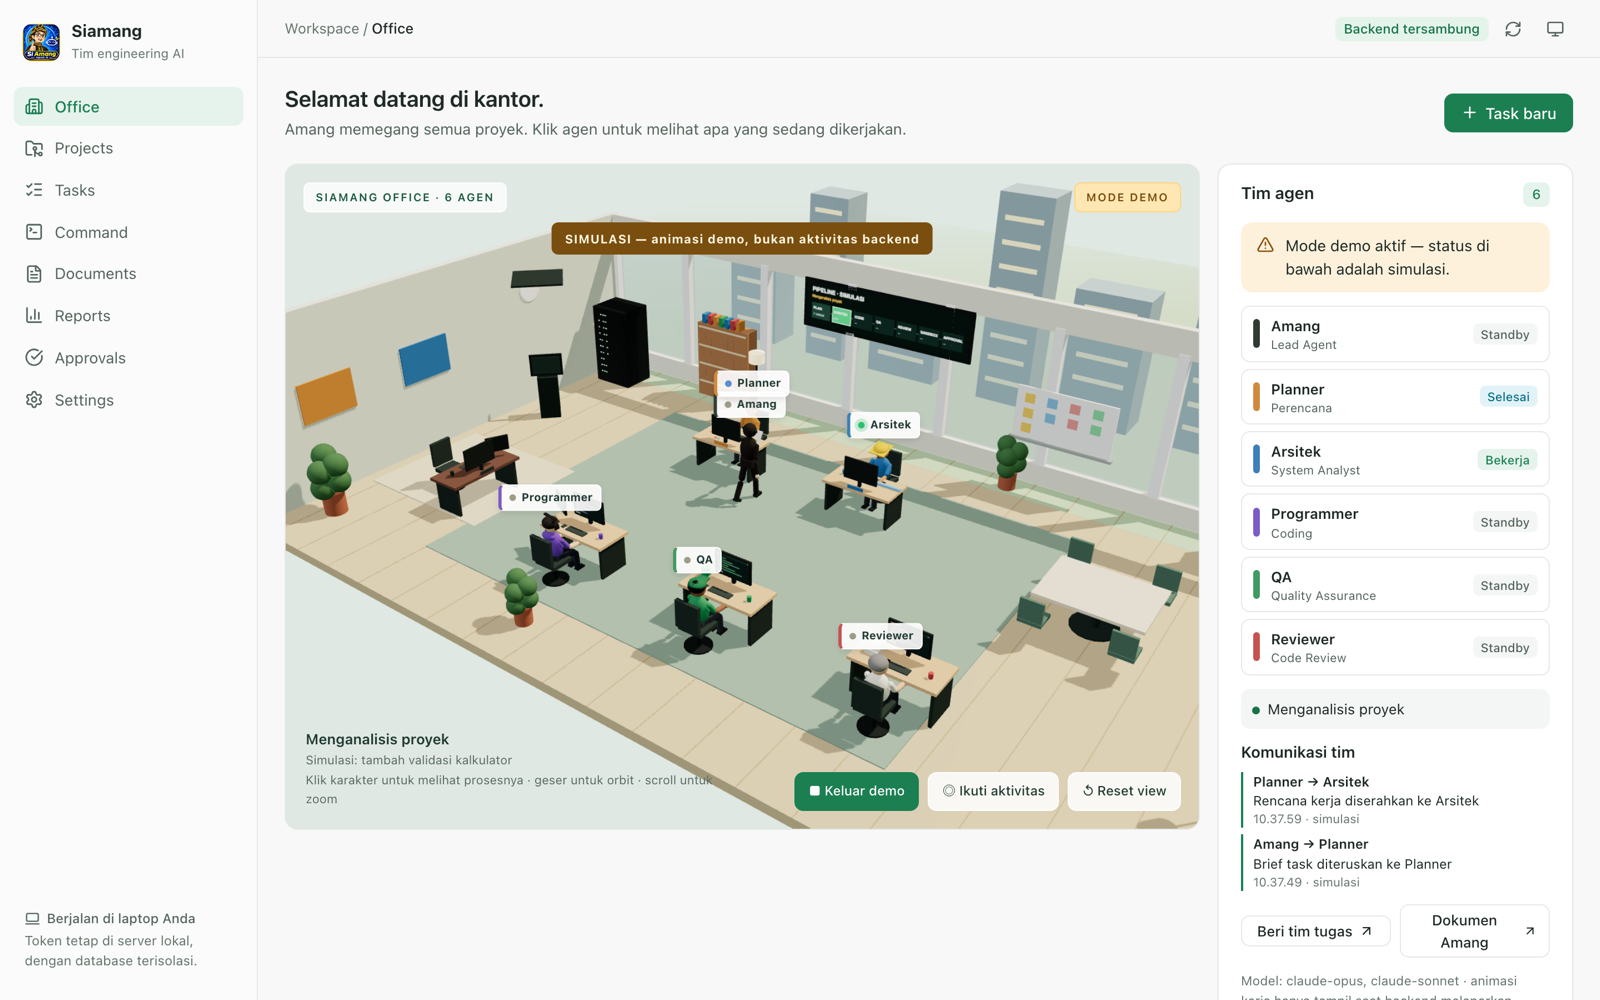 Siamang
Tim engineering AI
Office
Projects
Tasks
Command
Documents
Reports
Approvals
Settings
Berjalan di laptop Anda
Token tetap di server lokal,
dengan database terisolasi.
Workspace / Office
Backend tersambung
Selamat datang di kantor.
Amang memegang semua proyek. Klik agen untuk melihat apa yang sedang dikerjakan.
+ Task baru
SIAMANG OFFICE · 6 AGEN
MODE DEMO
SIMULASI — animasi demo, bukan aktivitas backend
PIPELINE · SIMULASI
Planner
Amang
Arsitek
Programmer
QA
Reviewer
Menganalisis proyek
Simulasi: tambah validasi kalkulator
Klik karakter untuk melihat prosesnya · geser untuk orbit · scroll untuk
zoom
Keluar demo
Ikuti aktivitas
Reset view
Tim agen
6
Mode demo aktif — status di
bawah adalah simulasi.
Amang
Lead Agent
Standby
Planner
Perencana
Selesai
Arsitek
System Analyst
Bekerja
Programmer
Coding
Standby
QA
Quality Assurance
Standby
Reviewer
Code Review
Standby
Menganalisis proyek
Komunikasi tim
Planner → Arsitek
Rencana kerja diserahkan ke Arsitek
10.37.59 · simulasi
Amang → Planner
Brief task diteruskan ke Planner
10.37.49 · simulasi
Beri tim tugas
Dokumen
Amang
Model: claude-opus, claude-sonnet · animasi